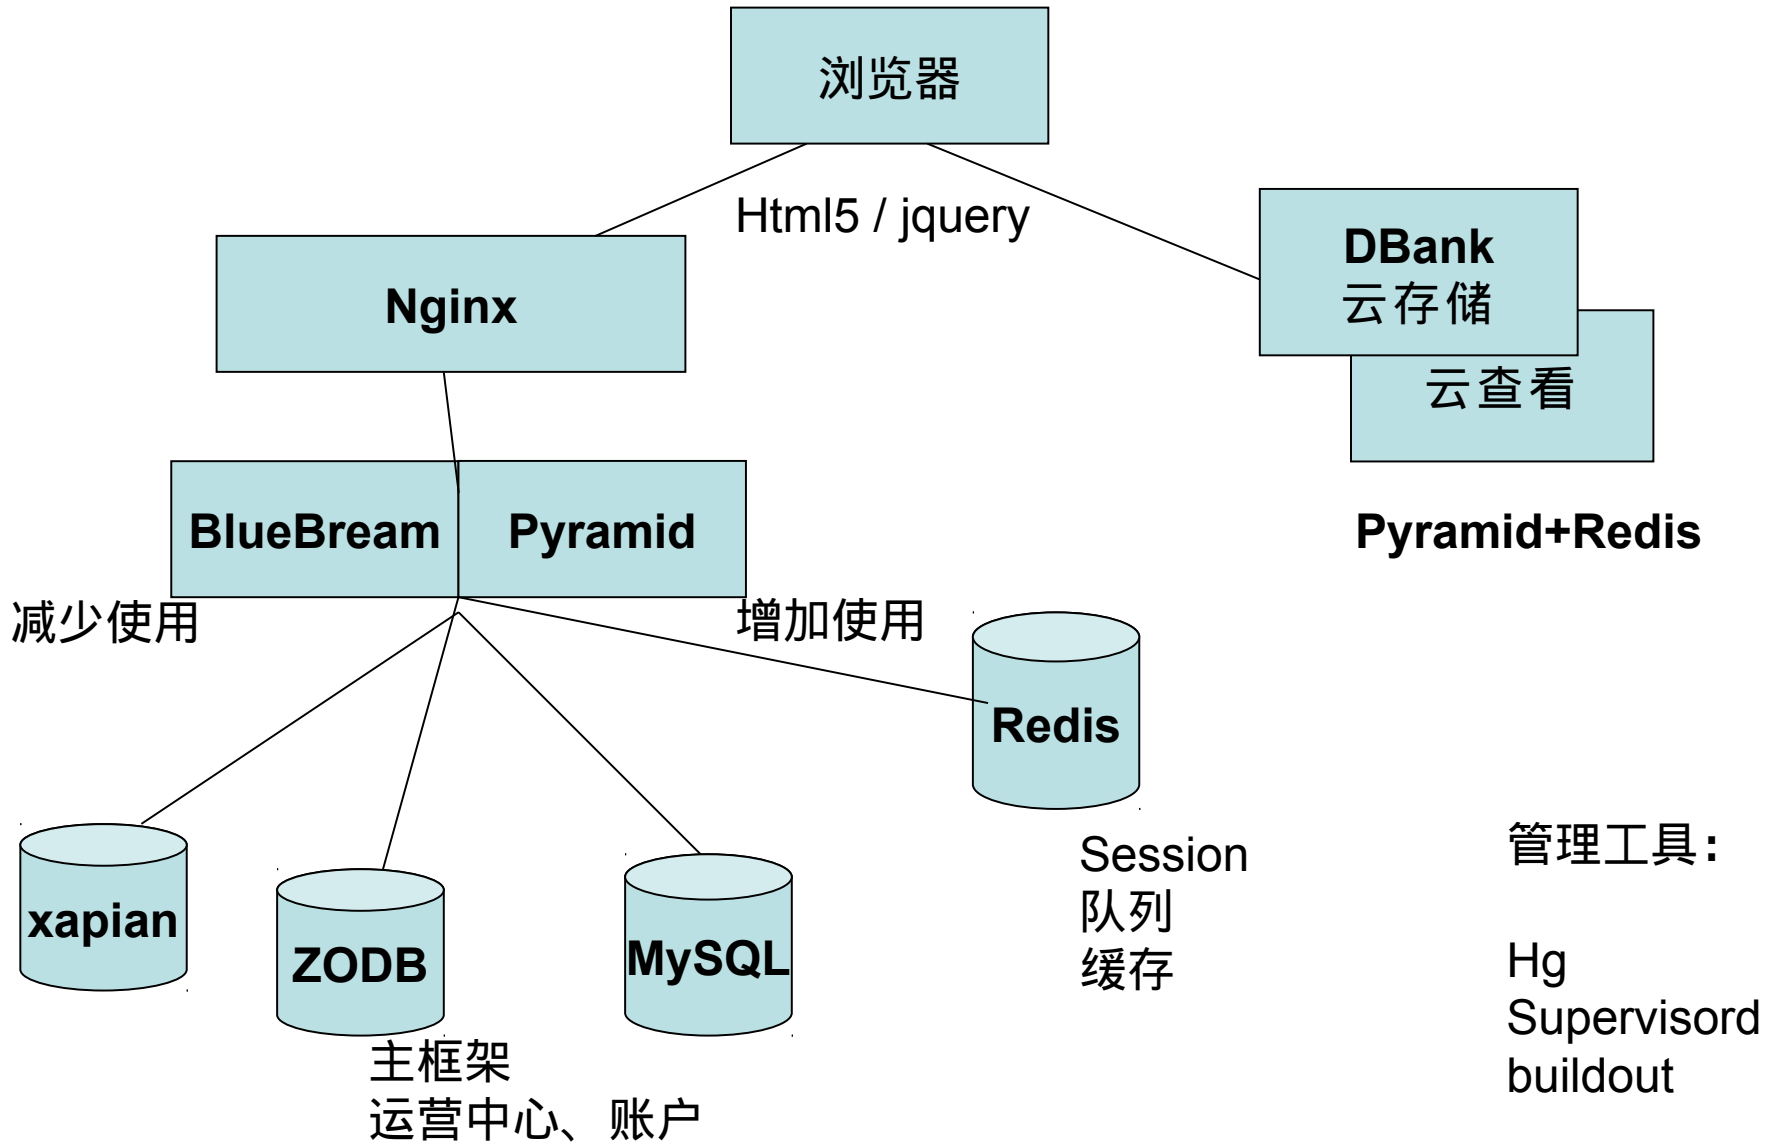 浏览器
Html5 / jquery
DBank
云存储
Nginx
云查看
BlueBream
Pyramid
Pyramid+Redis
减少使用
增加使用
Redis
Session
队列
缓存
管理工具:
xapian
ZODB
MySQL
Hg
Supervisord
buildout
主框架
运营中心、账户